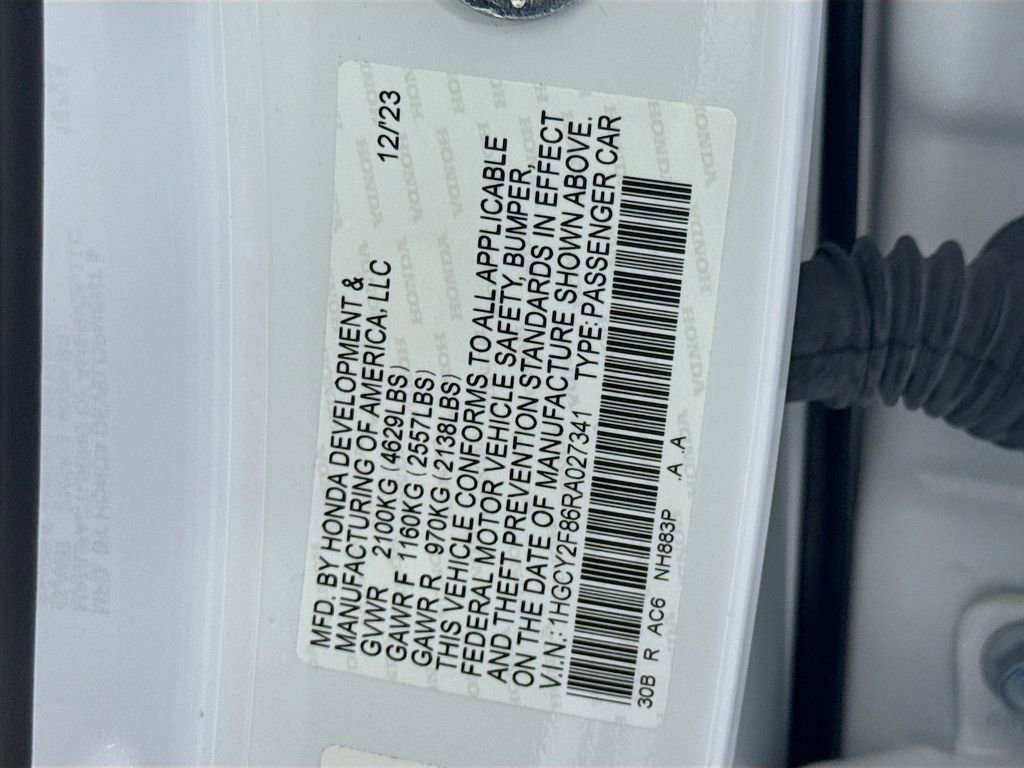 MFD. BY HONDA DEVELOPMENT &
MANUFACTURING OF AMERICA, LLC 12/'23
GVWR 2100KG (4629LBS)
GAWR F 1160KG (2557LBS)
GAWR R 970KG (2138LBS)
THIS VEHICLE CONFORMS TO ALL APPLICABLE
FEDERAL MOTOR VEHICLE SAFETY, BUMPER,
AND THEFT PREVENTION STANDARDS IN EFFECT
ON THE DATE OF MANUFACTURE SHOWN ABOVE.
V.I.N.: 1HGCY2F86RA027341 TYPE: PASSENGER CAR
30B R AC6 NH883P .A .A